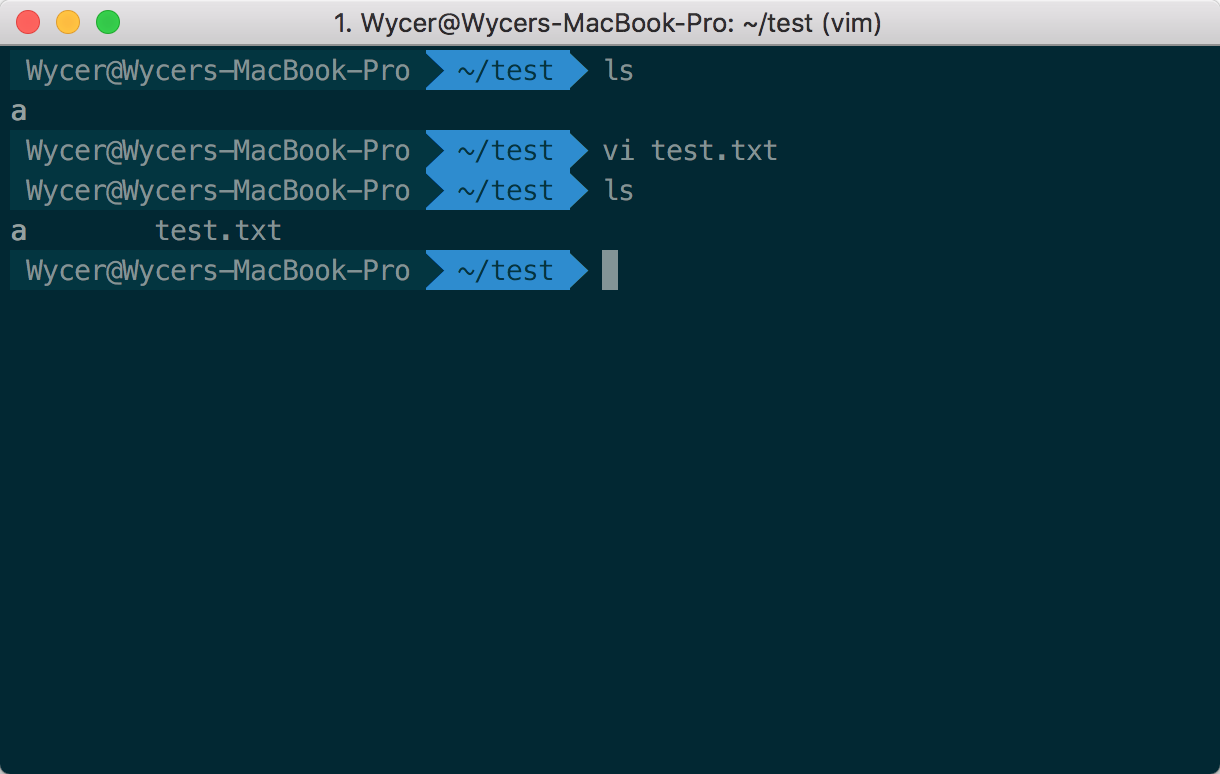 1. Wycer@Wycers-MacBook-Pro: ~/test (vim)
Wycer@Wycers-MacBook-Pro ~/test ls
a
Wycer@Wycers-MacBook-Pro ~/test vi test.txt
Wycer@Wycers-MacBook-Pro ~/test ls
a test.txt
Wycer@Wycers-MacBook-Pro ~/test